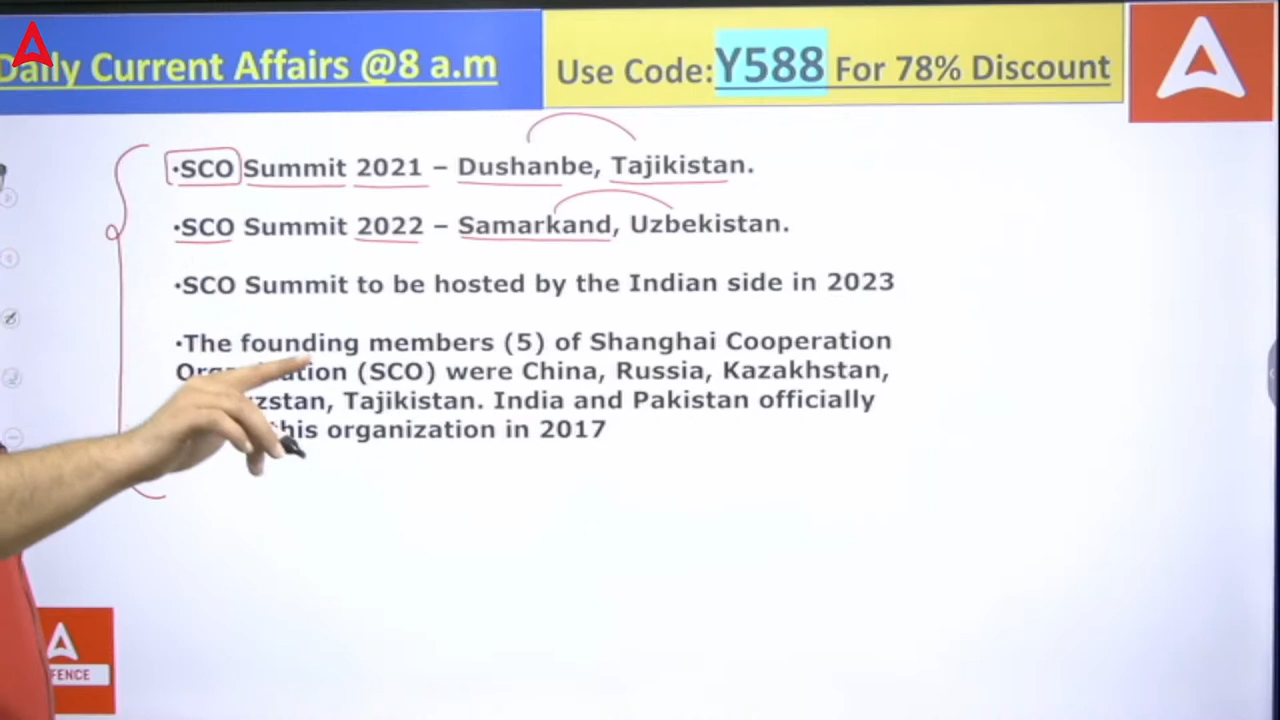 Daily Current Affairs @8 a.m
Use Code:Y588 For 78% Discount
•SCO Summit 2021 – Dushanbe, Tajikistan.
•SCO Summit 2022 – Samarkand, Uzbekistan.
•SCO Summit to be hosted by the Indian side in 2023
•The founding members (5) of Shanghai Cooperation
(SCO) were China, Russia, Kazakhstan,
Tajikistan. India and Pakistan officially
organization in 2017